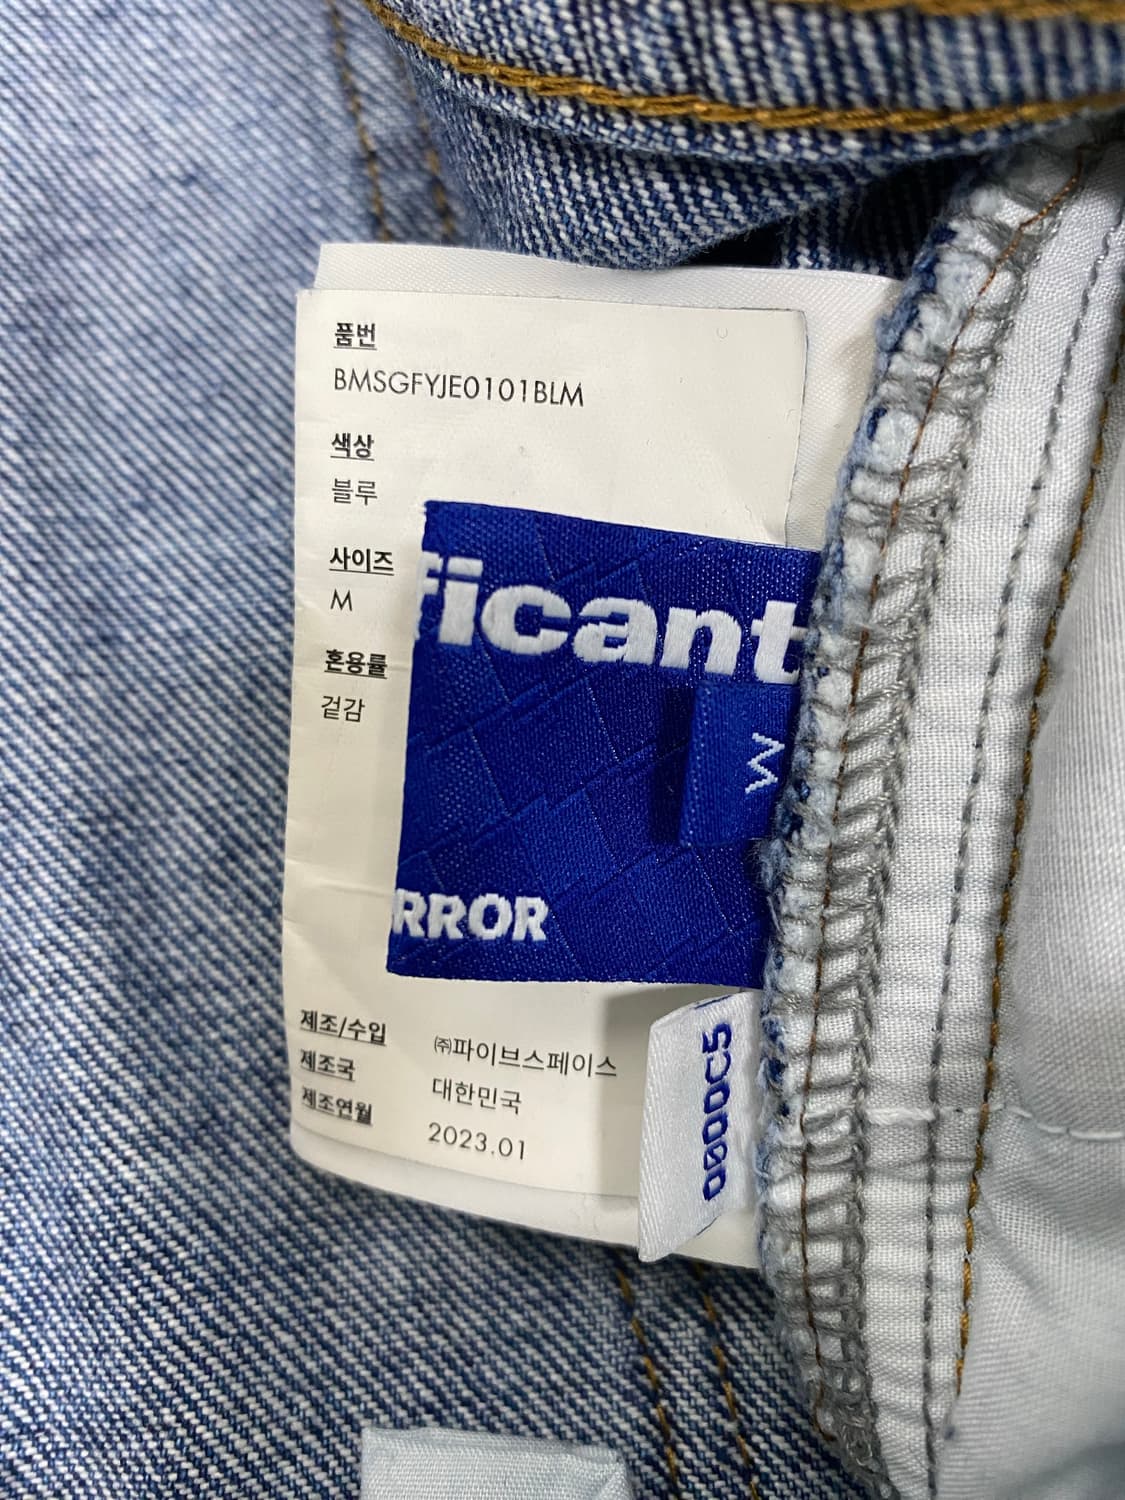 품번
BMSGFYJE0101BLM
색상
블루
사이즈
M
혼용률
겉감
ficant
M
RROR
제조/수입 ㈜파이브스페이스
제조국 대한민국
제조연월 2023.01